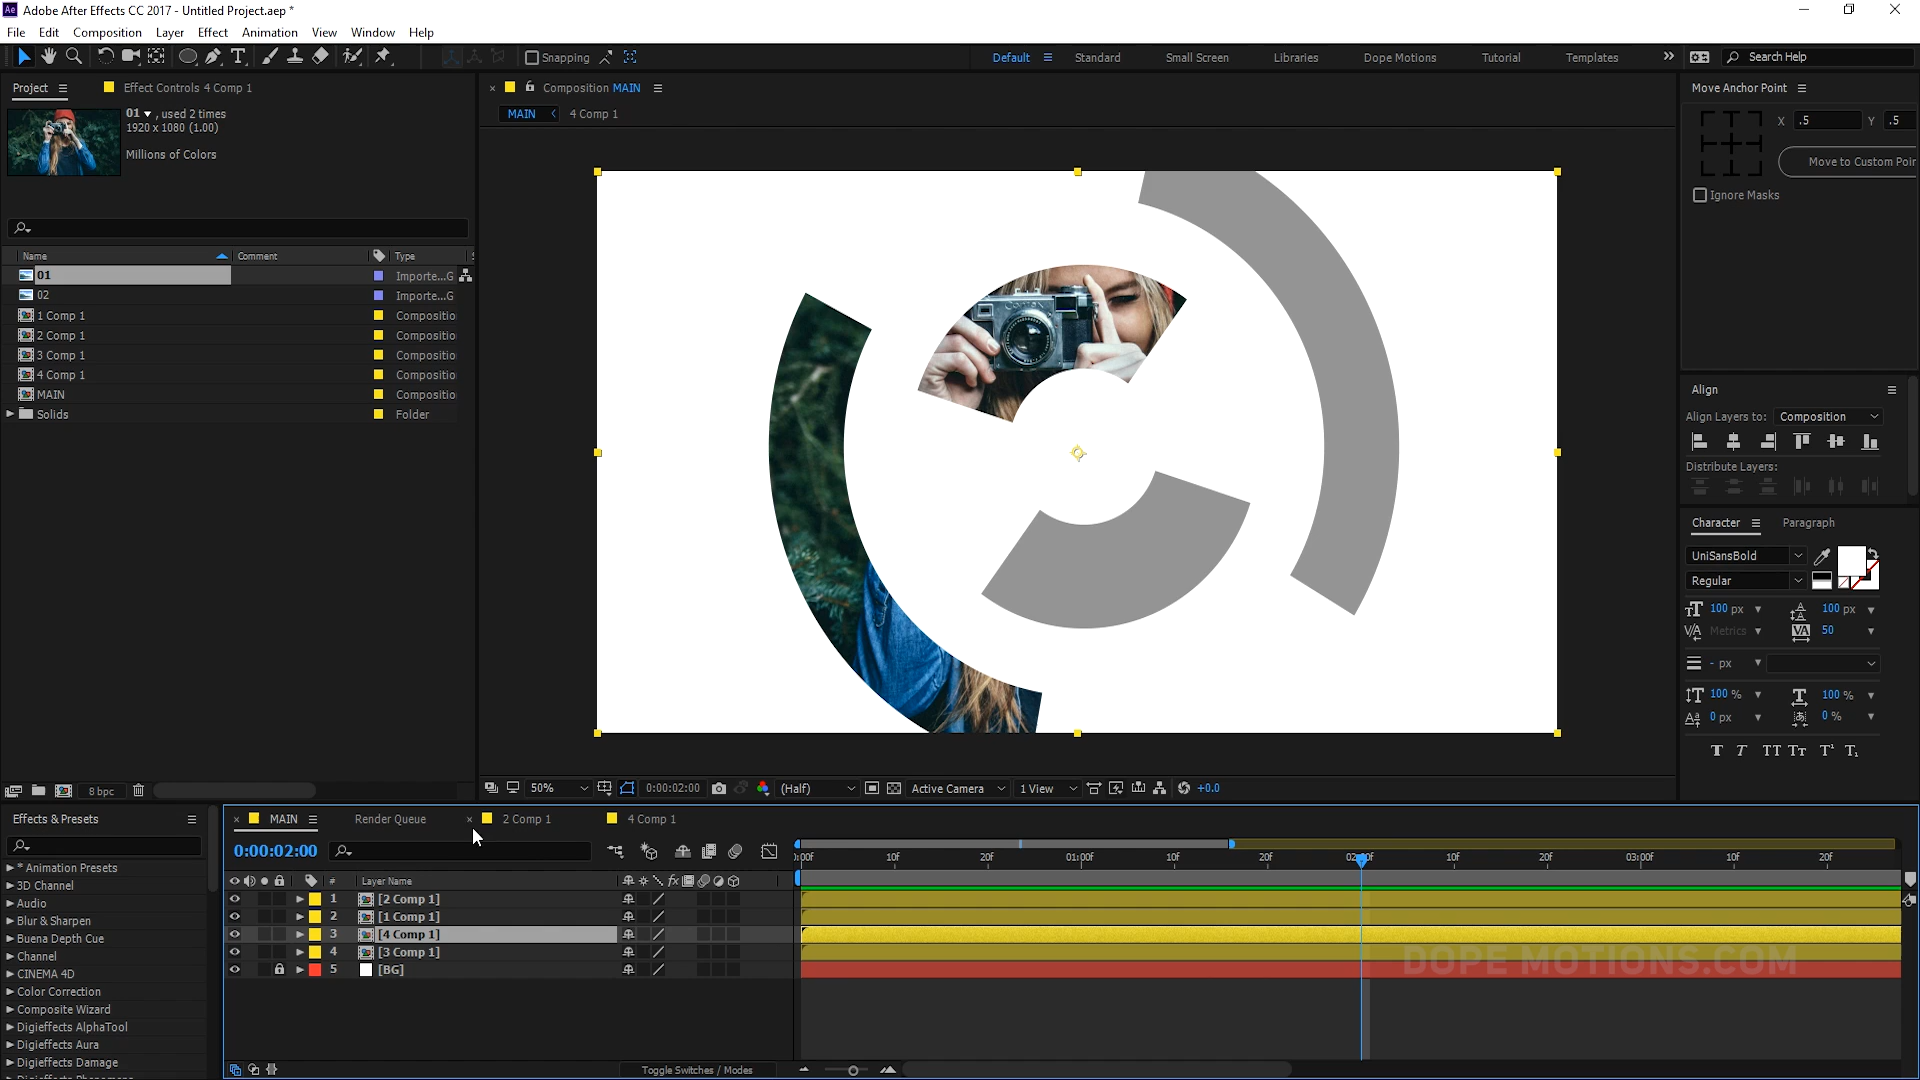 Adobe After Effects CC 2017 - Untitled Project.aep *
File Edit Composition Layer Effect Animation View Window Help
Snapping
Default Standard Small Screen Libraries Dope Motions Tutorial Templates Search Help
Project Effect Controls 4 Comp 1
Composition MAIN
Move Anchor Point
01 , used 2 times
1920 x 1080 (1.00)
Millions of Colors
MAIN 4 Comp 1
X .5 Y .5
Move to Custom Poin
Ignore Masks
Name Comment Type
01 Importe...G
02 Importe...G
1 Comp 1 Compositio
2 Comp 1 Compositio
3 Comp 1 Compositio
4 Comp 1 Compositio
MAIN Compositio
Solids Folder
Contax
Align
Align Layers to: Composition
Distribute Layers:
Character Paragraph
UniSansBold
Regular
100 px 100 px
Metrics 50
- px
100 % 100 %
0 px 0 %
8 bpc
50% 0:00:02:00 (Half) Active Camera 1 View +0.0
Effects & Presets
* Animation Presets
3D Channel
Audio
Blur & Sharpen
Buena Depth Cue
Channel
CINEMA 4D
Color Correction
Composite Wizard
Digieffects AlphaTool
Digieffects Aura
Digieffects Damage
MAIN Render Queue 2 Comp 1 4 Comp 1
0:00:02:00
):00f 10f 20f 01:00f 10f 20f 02:00f 10f 20f 03:00f 10f 20f
# Layer Name
1 [2 Comp 1]
2 [1 Comp 1]
3 [4 Comp 1]
4 [3 Comp 1]
5 [BG]
DOPE MOTIONS.COM
Toggle Switches / Modes